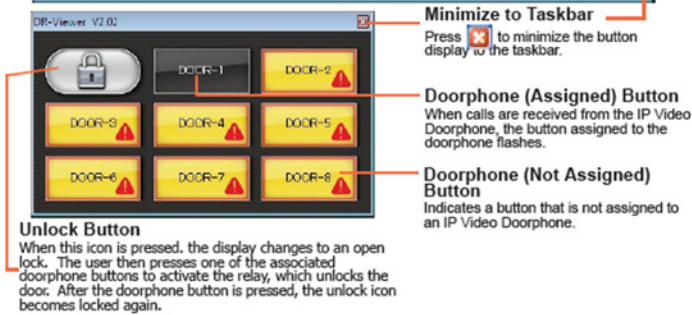 DR-Viewer V2.02
DOOR-1
DOOR-2
DOOR-3
DOOR-4
DOOR-5
DOOR-6
DOOR-7
DOOR-8
Minimize to Taskbar
Press to minimize the button
display to the taskbar.
Doorphone (Assigned) Button
When calls are received from the IP Video
Doorphone, the button assigned to the
doorphone flashes.
Doorphone (Not Assigned)
Button
Indicates a button that is not assigned to
an IP Video Doorphone.
Unlock Button
When this icon is pressed. the display changes to an open
lock. The user then presses one of the associated
doorphone buttons to activate the relay, which unlocks the
door. After the doorphone button is pressed, the unlock icon
becomes locked again.